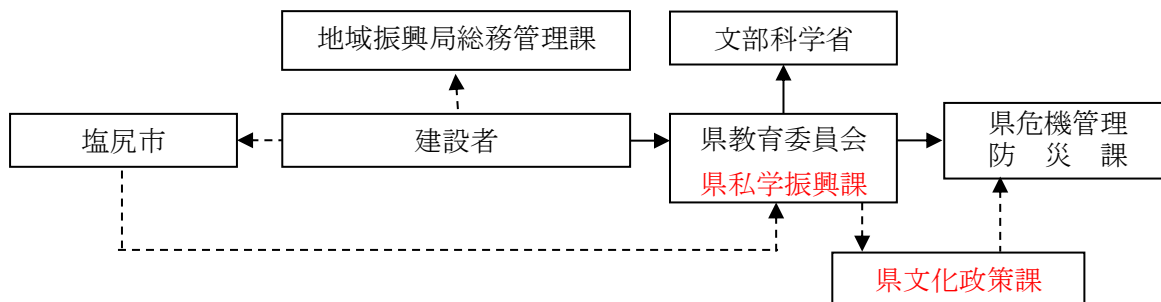 地域振興局総務管理課
文部科学省
塩尻市
建設者
県教育委員会
県私学振興課
県危機管理
防　災　課
県文化政策課